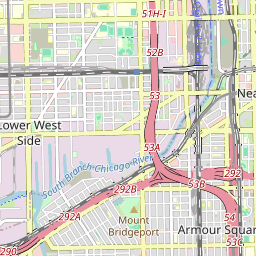 51H-I
52B
53
Nea
Lower West
Side
53A
South Branch Chicago River
292B
53B
292
292A
54
Mount
Bridgeport
Armour Squar
53C
290